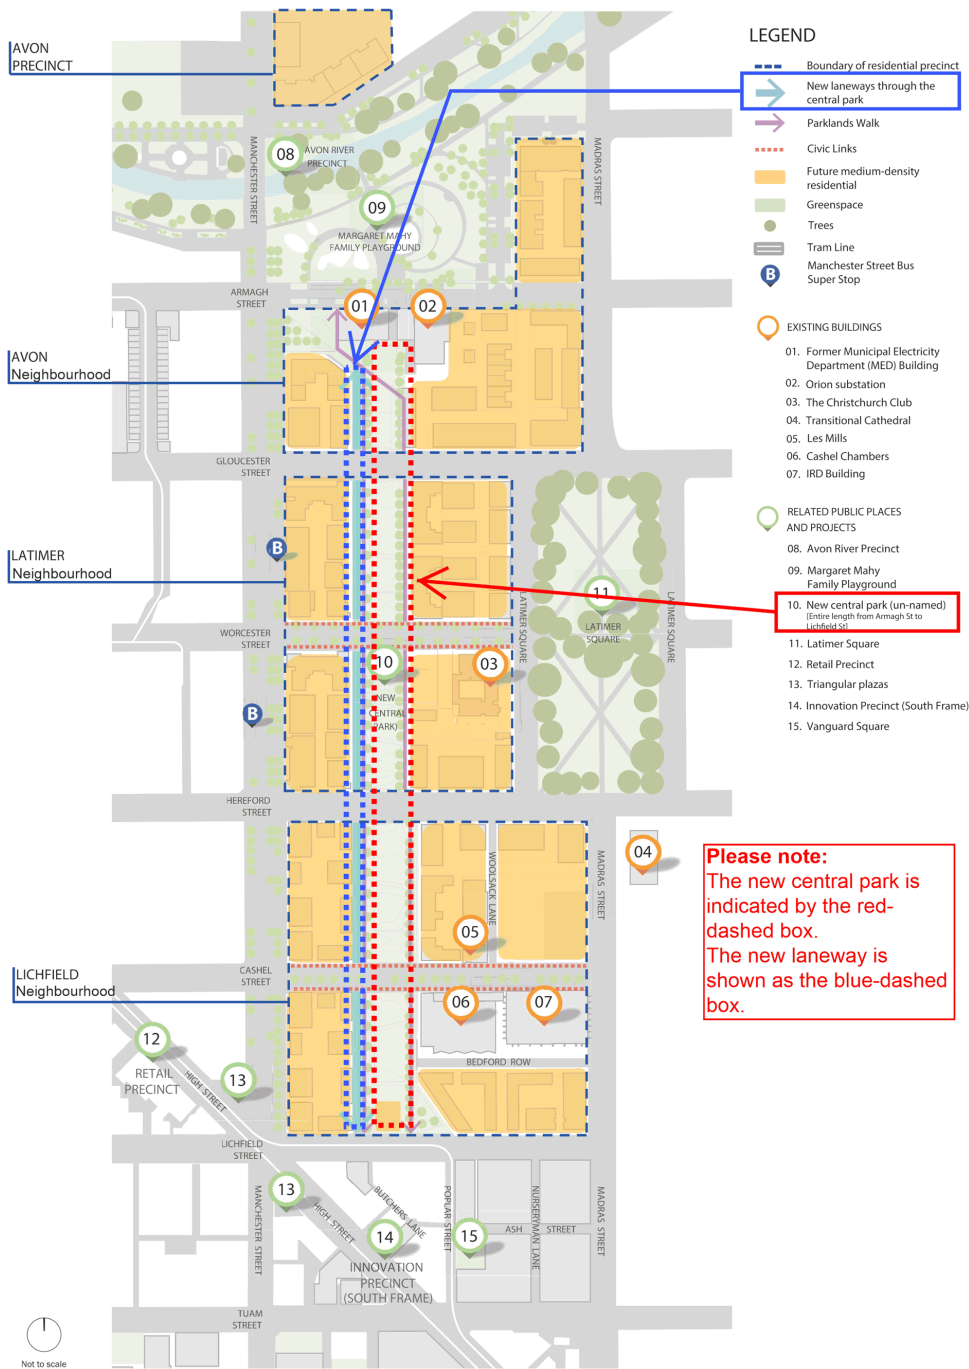 AVON
PRECINCT
MANCHESTER STREET
08
AVON RIVER
PRECINCT
09
MARGARET MAHY
FAMILY PLAYGROUND
MADRAS STREET
ARMAGH
STREET
01
02
AVON
Neighbourhood
GLOUCESTER
STREET
B
LATIMER
Neighbourhood
11
LATIMER
SQUARE
LATIMER SQUARE
LATIMER SQUARE
WORCESTER
STREET
10
(NEW
CENTRAL
PARK)
03
B
HEREFORD
STREET
WOOLSACK LANE
MADRAS STREET
04
05
CASHEL
STREET
LICHFIELD
Neighbourhood
06
07
BEDFORD ROW
12
RETAIL
PRECINCT
HIGH STREET
13
LICHFIELD
STREET
MANCHESTER STREET
13
HIGH STREET
BUTCHERS LANE
14
INNOVATION
PRECINCT
(SOUTH FRAME)
POPLAR STREET
15
ASH STREET
NURSERYMAN LANE
MADRAS STREET
TUAM
STREET
Not to scale
LEGEND
Boundary of residential precinct
New laneways through the
central park
Parklands Walk
Civic Links
Future medium-density
residential
Greenspace
Trees
Tram Line
B
Manchester Street Bus
Super Stop
EXISTING BUILDINGS
01. Former Municipal Electricity
Department (MED) Building
02. Orion substation
03. The Christchurch Club
04. Transitional Cathedral
05. Les Mills
06. Cashel Chambers
07. IRD Building
RELATED PUBLIC PLACES
AND PROJECTS
08. Avon River Precinct
09. Margaret Mahy
Family Playground
10. New central park (un-named)
[Entire length from Armagh St to
Lichfield St]
11. Latimer Square
12. Retail Precinct
13. Triangular plazas
14. Innovation Precinct (South Frame)
15. Vanguard Square
Please note:
The new central park is
indicated by the red-
dashed box.
The new laneway is
shown as the blue-dashed
box.